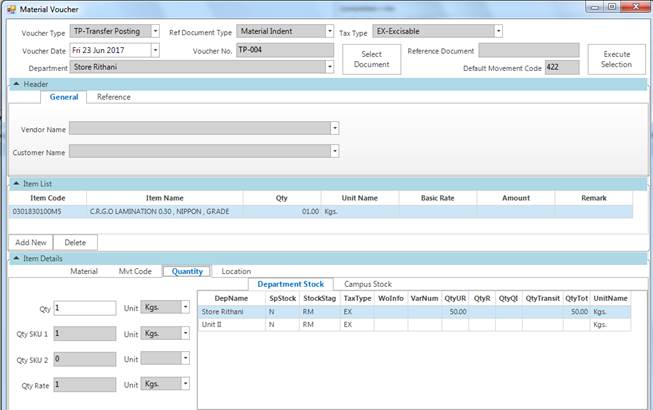 Material Voucher
Voucher Type TP-Transfer Posting Ref Document Type Material Indent Tax Type EX-Excisable
Voucher Date Fri 23 Jun 2017 Voucher No. TP-004 Select Document Reference Document Execute Selection
Department Store Rithani Default Movement Code 422
Header
General Reference
Vendor Name
Customer Name
Item List
Item Code Item Name Qty Unit Name Basic Rate Amount Remark
0301830100M5 C.R.G.O LAMINATION 0.30 , NIPPON , GRADE 01.00 Kgs.
Add New Delete
Item Details
Material Mvt Code Quantity Location
Department Stock Campus Stock
DepName SpStock StockStag TaxType WoInfo VarNum QtyUR QtyR QtyQI QtyTransit QtyTot UnitName
Store Rithani N RM EX 50.00 50.00 Kgs.
Unit II N RM EX Kgs.
Qty 1 Unit Kgs.
Qty SKU 1 1 Unit Kgs.
Qty SKU 2 0 Unit
Qty Rate 1 Unit Kgs.